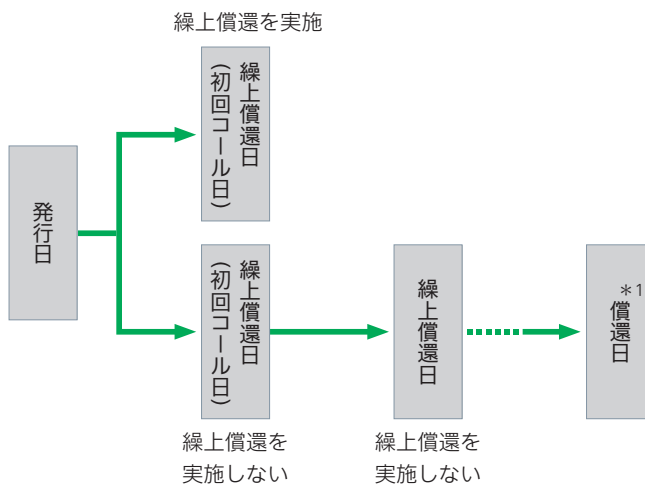 繰上償還を実施
発行日
繰上償還日
(初回コール日)
繰上償還日
(初回コール日)
繰上償還を
実施しない
繰上償還日
繰上償還を
実施しない
*1
償還日